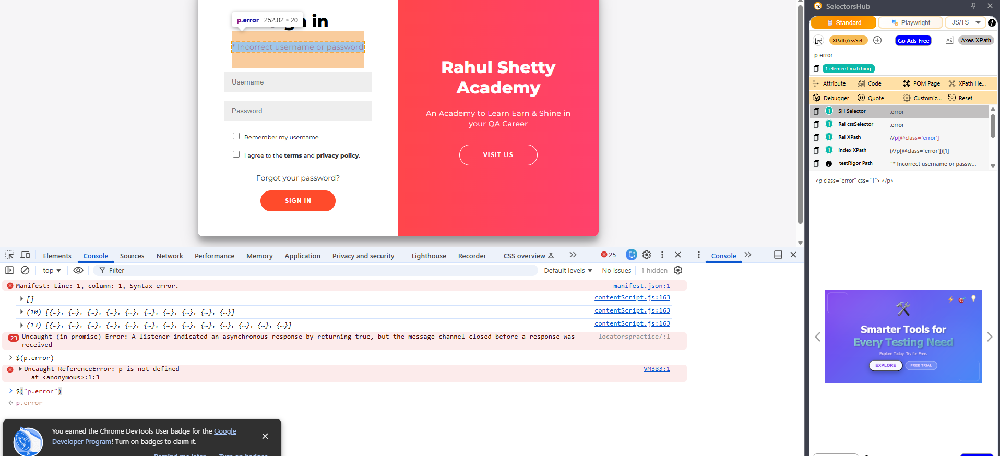 p.error 252.02 × 20
n in
* Incorrect username or password
Username
Password
Remember my username
I agree to the terms and privacy policy.
Forgot your password?
SIGN IN
Rahul Shetty
Academy
An Academy to Learn Earn & Shine in
your QA Career
VISIT US
SelectorsHub
Standard
Playwright
JS/TS
XPath/cssSel..
Go Ads Free
Axes XPath
p.error
1 element matching.
Attribute
Code
POM Page
XPath He...
Debugger
Quote
Customiz...
Reset
1 SH Selector .error
1 Rel cssSelector .error
1 Rel XPath //p[@class='error']
1 index XPath (//p[@class='error'])[1]
testRigor Path "* Incorrect username or passw...
<p class="error" css="1"></p>
Smarter Tools for
Every Testing Need
Explore Today. Try for Free.
EXPLORE
FREE TRIAL
Elements Console Sources Network Performance Memory Application Privacy and security Lighthouse Recorder CSS overview 25
Console
top Filter Default levels No Issues 1 hidden
Manifest: Line: 1, column: 1, Syntax error. manifest.json:1
[] contentScript.js:163
(10) [{…}, {…}, {…}, {…}, {…}, {…}, {…}, {…}, {…}, {…}] contentScript.js:163
(13) [{…}, {…}, {…}, {…}, {…}, {…}, {…}, {…}, {…}, {…}, {…}, {…}, {…}] contentScript.js:163
23 Uncaught (in promise) Error: A listener indicated an asynchronous response by returning true, but the message channel closed before a response was locatorspractice/:1
received
> $(p.error)
Uncaught ReferenceError: p is not defined VM383:1
at <anonymous>:1:3
> $("p.error")
p.error
You earned the Chrome DevTools User badge for the Google
Developer Program! Turn on badges to claim it.
Remind me later Turn on badges